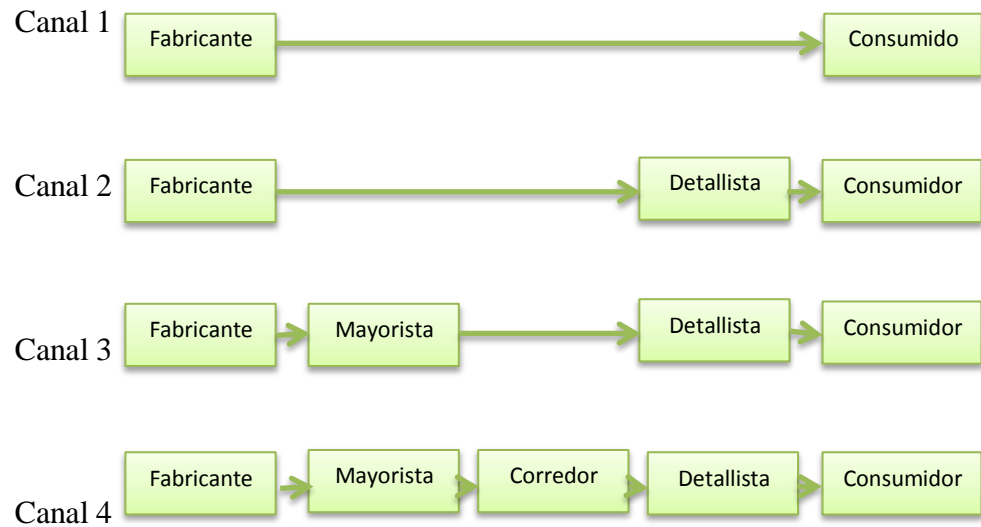 Canal 1
Fabricante
Consumido
Canal 2
Fabricante
Detallista
Consumidor
Canal 3
Fabricante
Mayorista
Detallista
Consumidor
Canal 4
Fabricante
Mayorista
Corredor
Detallista
Consumidor